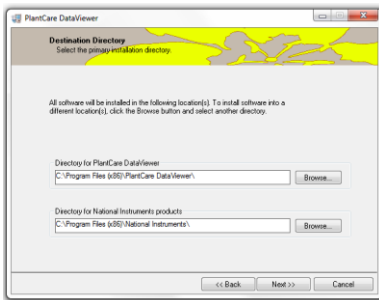 PlantCare DataViewer
Destination Directory
Select the primary installation directory.
All software will be installed in the following location(s). To install software into a
different location(s), click the Browse button and select another directory.
Directory for PlantCare DataViewer
C:\Program Files (x86)\PlantCare DataViewer\
Browse...
Directory for National Instruments products
C:\Program Files (x86)\National Instruments\
Browse...
<< Back
Next >>
Cancel